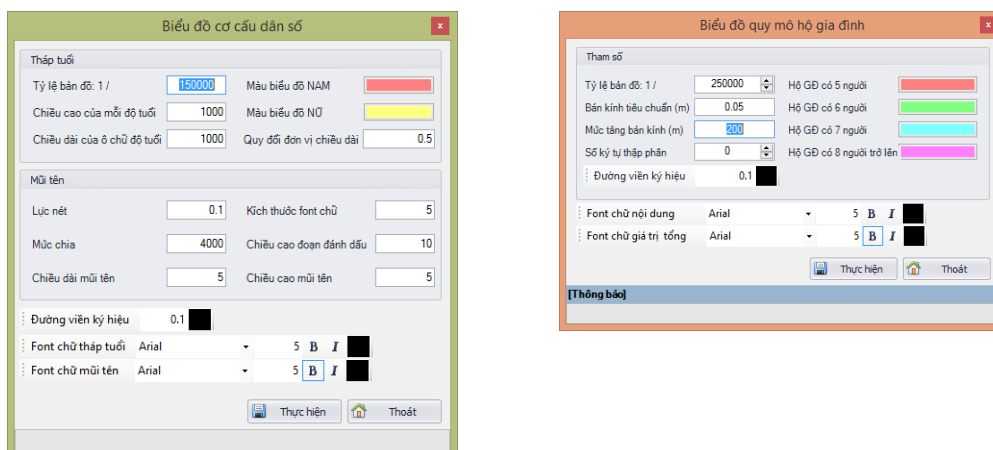 Biểu đồ cơ cấu dân số
x
Tháp tuổi
Tỷ lệ bản đồ: 1 /
150000
Màu biểu đồ NAM
Chiều cao của mỗi độ tuổi
1000
Màu biểu đồ NỮ
Chiều dài của ô chữ độ tuổi
1000
Quy đổi đơn vị chiều dài
0.5
Mũi tên
Lực nét
0.1
Kích thước font chữ
5
Mức chia
4000
Chiều cao đoạn đánh dấu
10
Chiều dài mũi tên
5
Chiều cao mũi tên
5
Đường viền ký hiệu
0.1
Font chữ tháp tuổi
Arial
5
B
I
Font chữ mũi tên
Arial
5
B
I
Thực hiện
Thoát
Biểu đồ quy mô hộ gia đình
x
Tham số
Tỷ lệ bản đồ: 1 /
250000
Hộ GĐ có 5 người
Bán kính tiêu chuẩn (m)
0.05
Hộ GĐ có 6 người
Mức tăng bán kính (m)
200
Hộ GĐ có 7 người
Số ký tự thập phân
0
Hộ GĐ có 8 người trở lên
Đường viền ký hiệu
0.1
Font chữ nội dung
Arial
5
B
I
Font chữ giá trị tổng
Arial
5
B
I
Thực hiện
Thoát
[Thông báo]